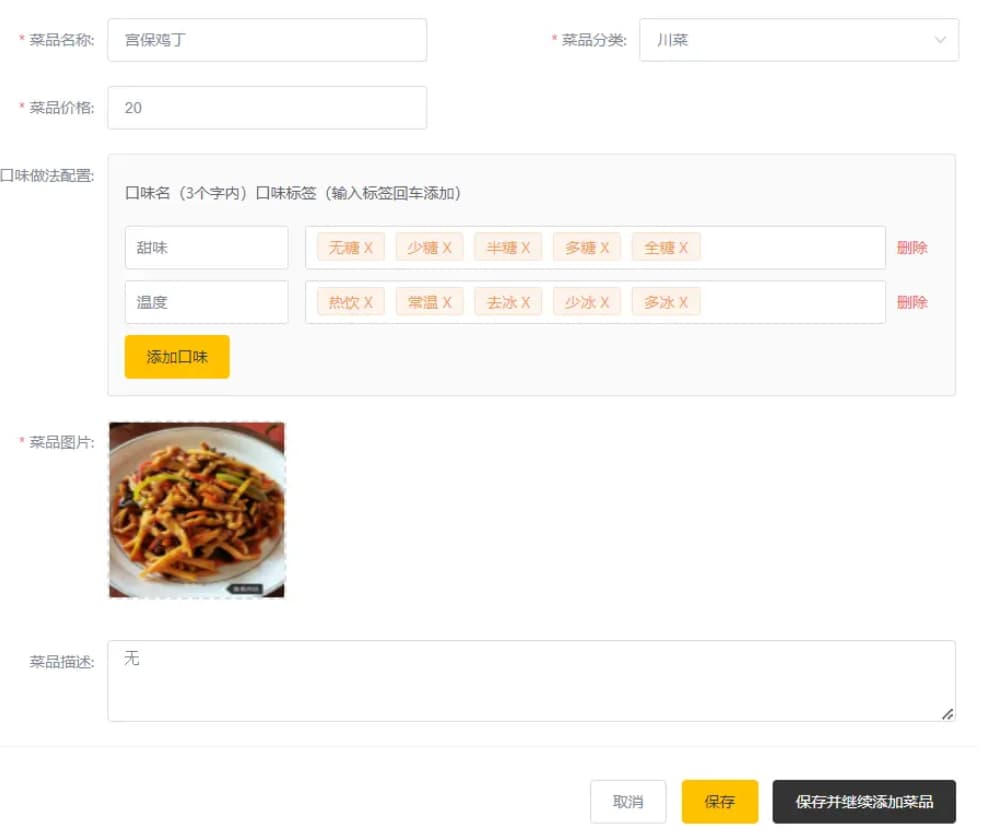 * 菜品名称: 宫保鸡丁 * 菜品分类: 川菜
* 菜品价格: 20
口味做法配置:
口味名（3个字内）口味标签（输入标签回车添加）
甜味 无糖 X 少糖 X 半糖 X 多糖 X 全糖 X 删除
温度 热饮 X 常温 X 去冰 X 少冰 X 多冰 X 删除
添加口味
* 菜品图片:
菜品描述: 无
取消 保存 保存并继续添加菜品